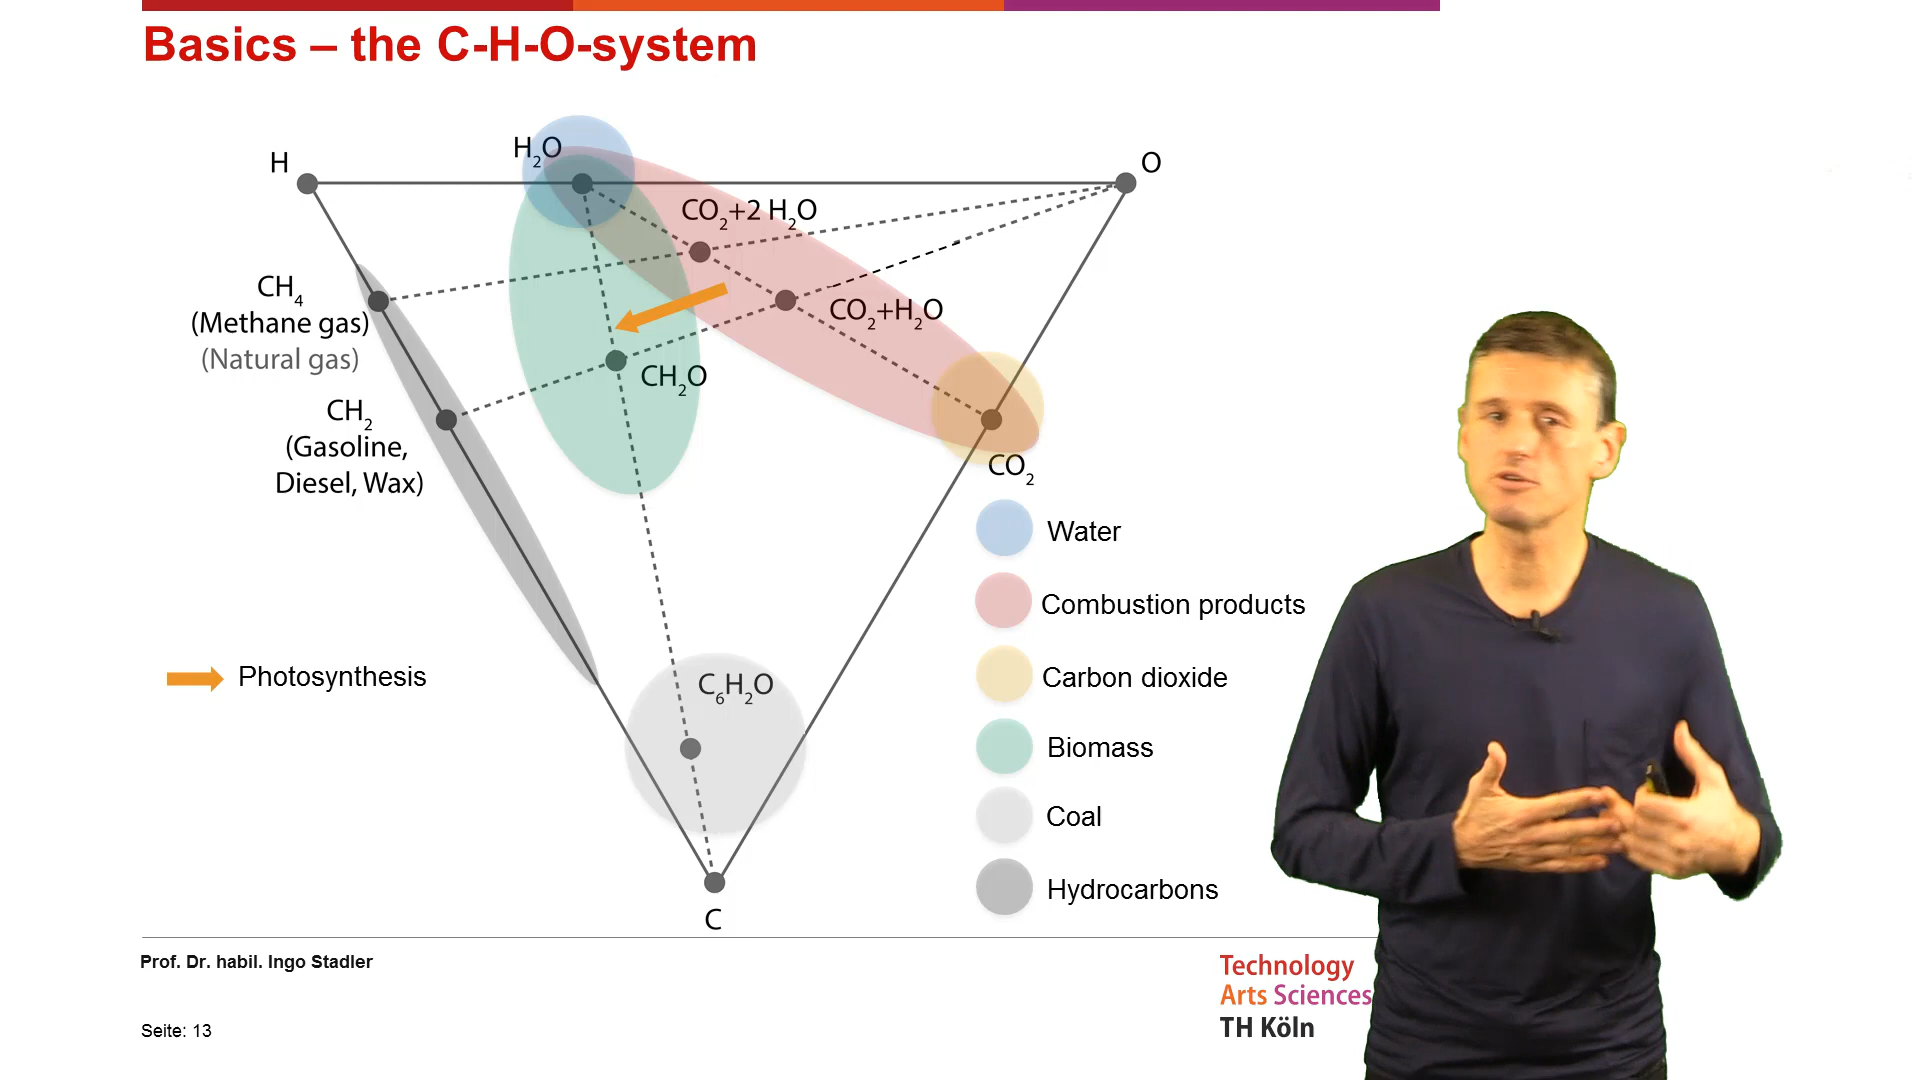 Basics – the C-H-O-system
H₂O
H
O
CO₂+2 H₂O
CH₄
(Methane gas)
(Natural gas)
CO₂+H₂O
CH₂O
CH₂
(Gasoline,
Diesel, Wax)
CO₂
Water
Combustion products
Photosynthesis
Carbon dioxide
C₆H₂O
Biomass
Coal
Hydrocarbons
C
Prof. Dr. habil. Ingo Stadler
Technology
Arts Sciences
TH Köln
Seite: 13